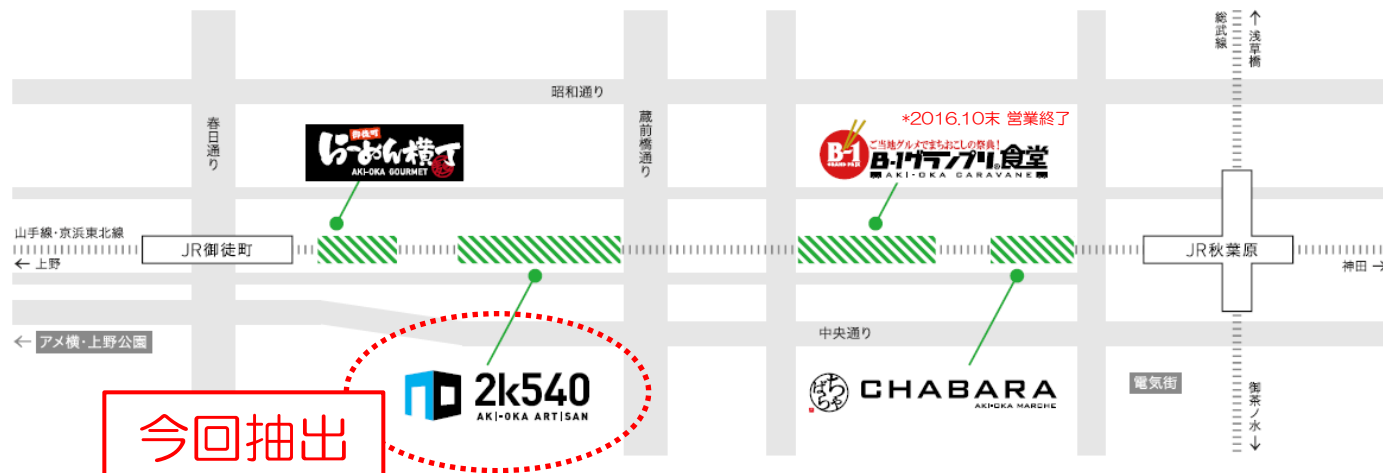 総武線
↑浅草橋
昭和通り
春日通り
蔵前橋通り
*2016.10末 営業終了
御徒町
らーめん横丁
AKI-OKA GOURMET
B-1
GRAND PRIX
ご当地グルメでまちおこしの祭典!
B-1グランプリ®食堂
AKI-OKA CARAVANE
山手線・京浜東北線
← 上野
JR御徒町
JR秋葉原
神田 →
← アメ横・上野公園
中央通り
2k540
AKI-OKA ARTISAN
ちゃばら
CHABARA
AKI-OKA MARCHE
電気街
御茶ノ水↓
今回抽出